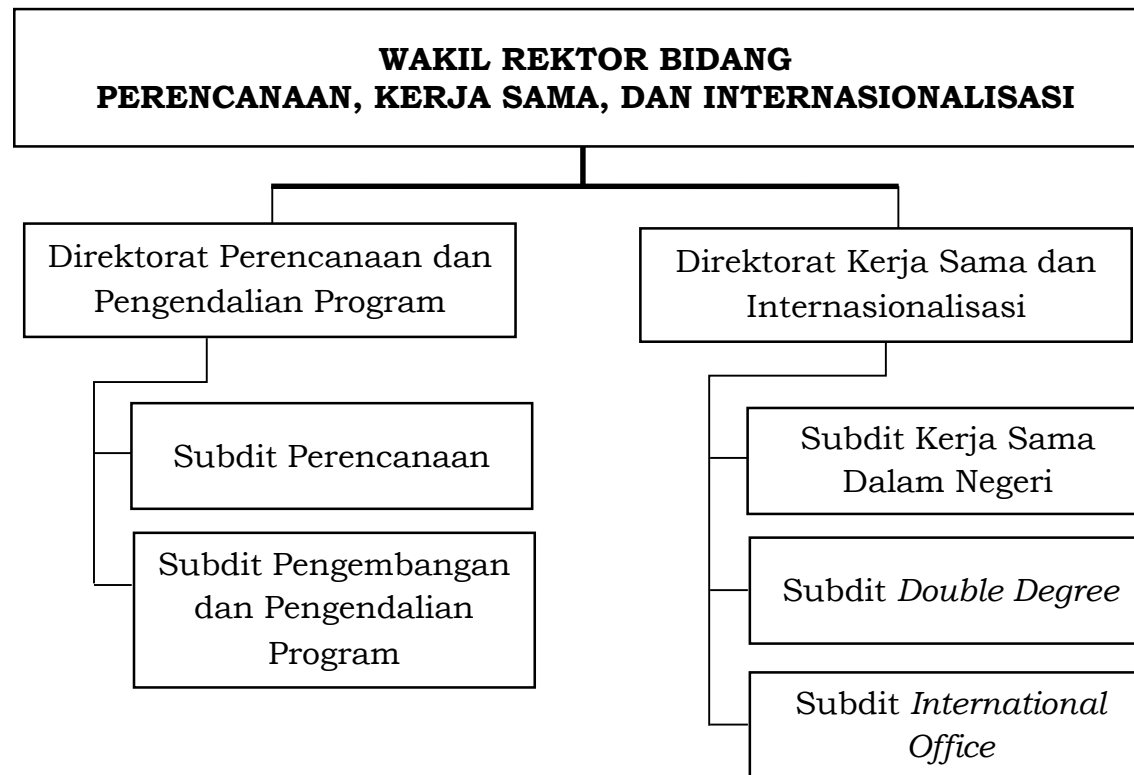 WAKIL REKTOR BIDANG
PERENCANAAN, KERJA SAMA, DAN INTERNASIONALISASI
Direktorat Perencanaan dan
Pengendalian Program
Subdit Perencanaan
Subdit Pengembangan
dan Pengendalian
Program
Direktorat Kerja Sama dan
Internasionalisasi
Subdit Kerja Sama
Dalam Negeri
Subdit Double Degree
Subdit International
Office